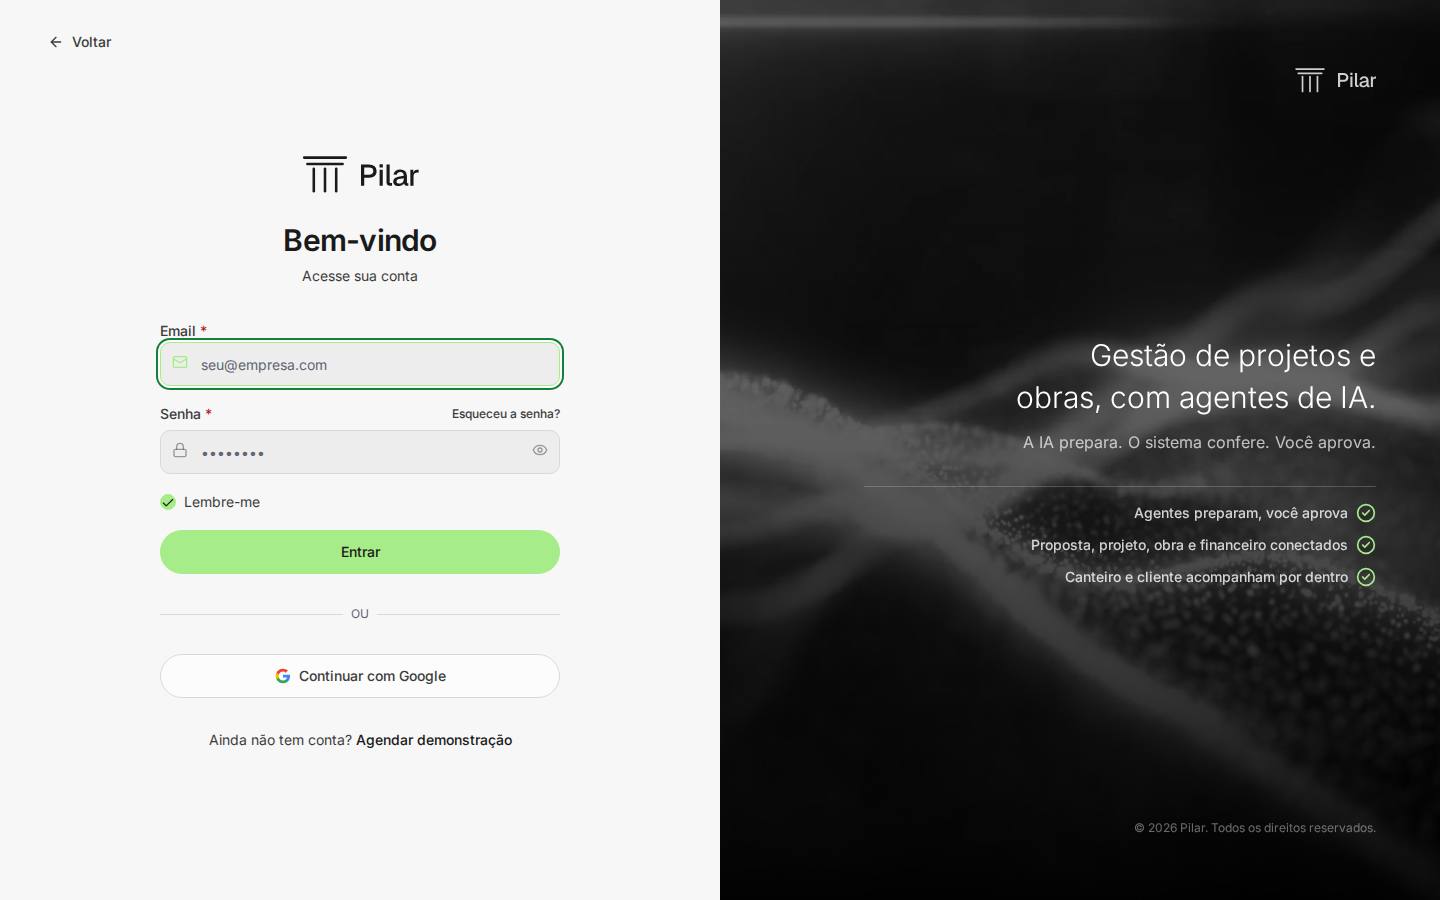 Voltar
Pilar
Bem-vindo
Acesse sua conta
Email *
seu@empresa.com
Senha *
Esqueceu a senha?
••••••••
Lembre-me
Entrar
OU
Continuar com Google
Ainda não tem conta? Agendar demonstração
Pilar
Gestão de projetos e
obras, com agentes de IA.
A IA prepara. O sistema confere. Você aprova.
Agentes preparam, você aprova
Proposta, projeto, obra e financeiro conectados
Canteiro e cliente acompanham por dentro
© 2026 Pilar. Todos os direitos reservados.